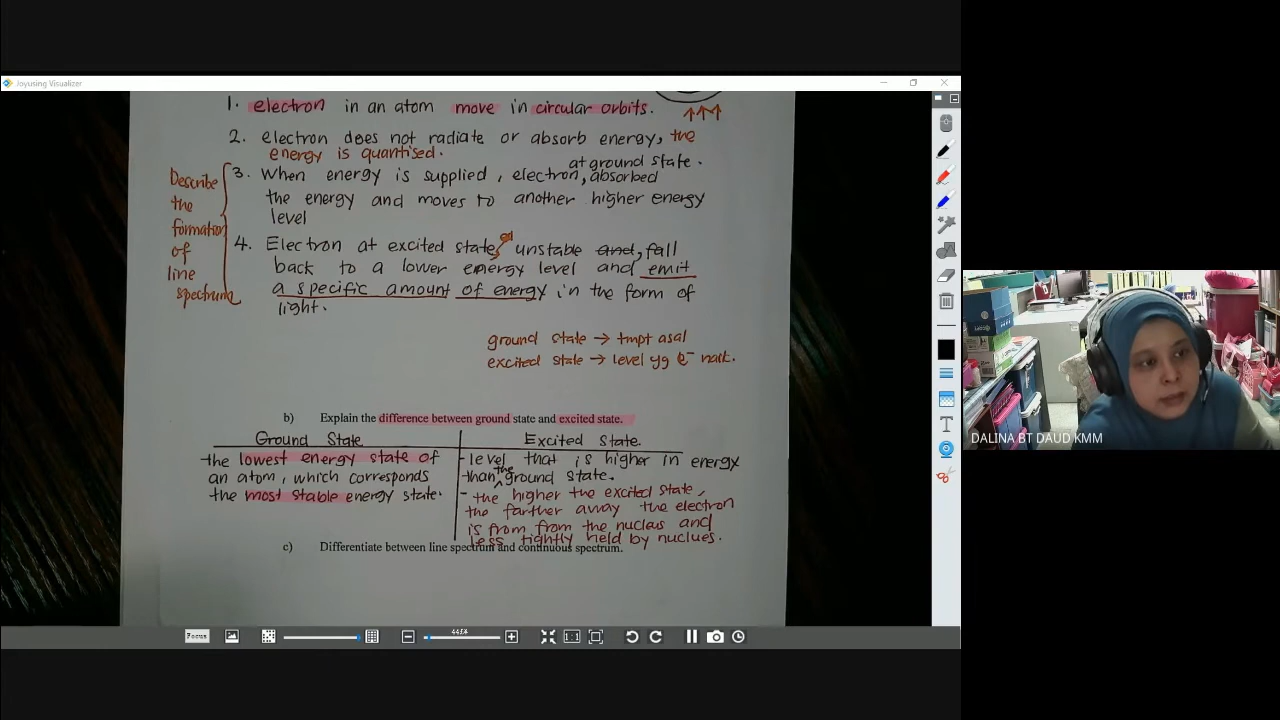 Joyusing Visualizer
1. electron in an atom move in circular orbits.
2. electron does not radiate or absorb energy, the
energy is quantised.
at ground state.
3. When energy is supplied, electron, absorbed
the energy and moves to another higher energy
level
Describe
the
formation
of
line
spectrum
4. Electron at excited state unstable and, fall
back to a lower energy level and emit
a specific amount of energy in the form of
light.
ground state → tmpt asal
excited state → level yg e⁻ naik.
b) Explain the difference between ground state and excited state.
Ground State
Excited State.
the lowest energy state of
an atom, which corresponds
the most stable energy state.
- level that is higher in energy
than the ground state.
- the higher the excited state,
the farther away the electron
is from from the nucleus and
less tightly held by nuclues.
c) Differentiate between line spectrum and continuous spectrum.
DALINA BT DAUD KMM
Focus
1:1